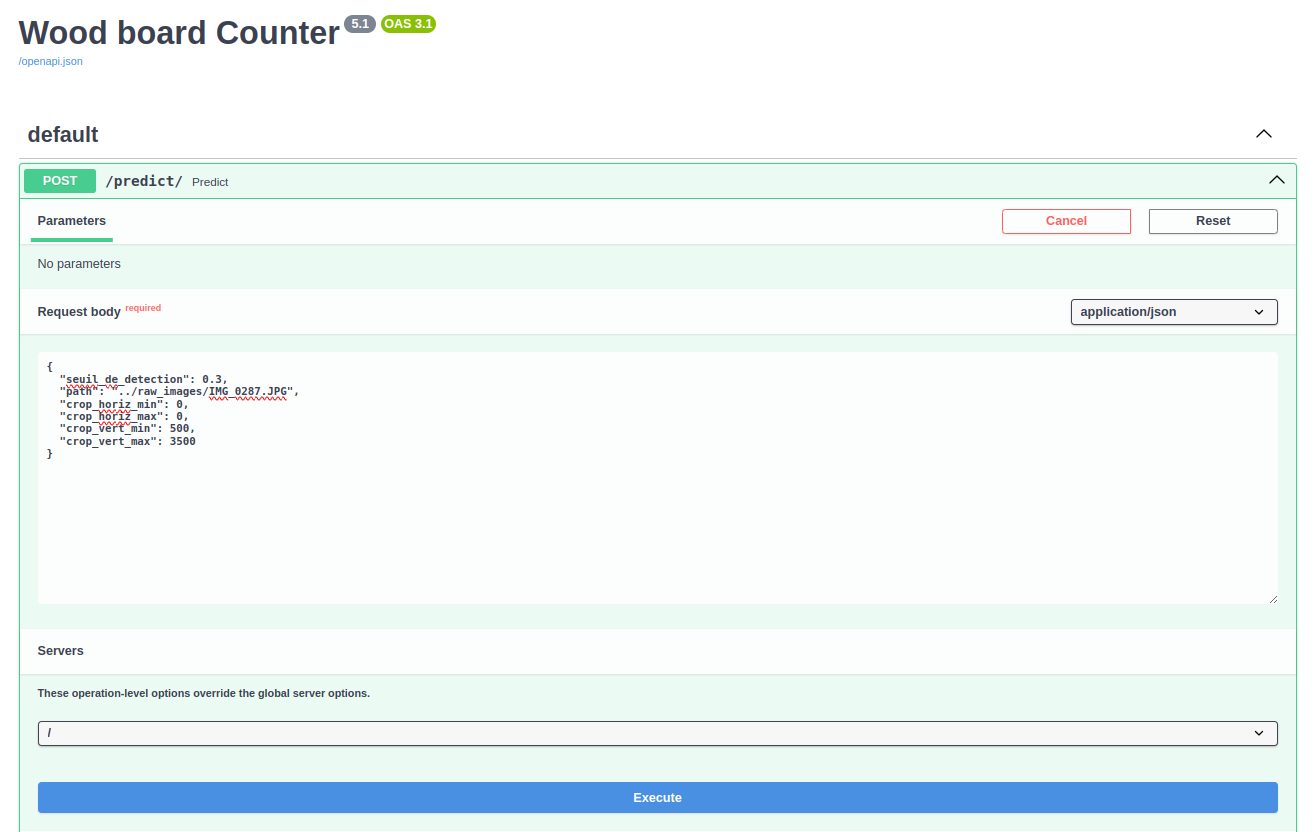 Wood board Counter 5.1 OAS 3.1
/openapi.json
default
POST /predict/ Predict
Parameters Cancel Reset
No parameters
Request body required application/json
{
  "seuil_de_detection": 0.3,
  "path": "../raw_images/IMG_0287.JPG",
  "crop_horiz_min": 0,
  "crop_horiz_max": 0,
  "crop_vert_min": 500,
  "crop_vert_max": 3500
}
Servers
These operation-level options override the global server options.
/
Execute